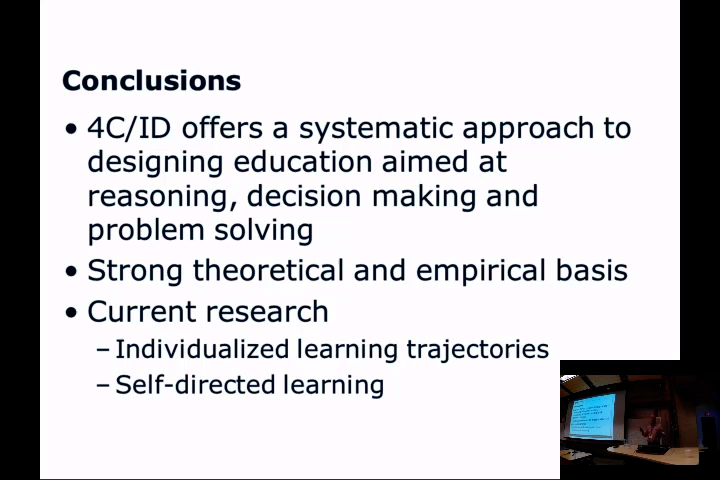 Conclusions
• 4C/ID offers a systematic approach to
designing education aimed at
reasoning, decision making and
problem solving
• Strong theoretical and empirical basis
• Current research
– Individualized learning trajectories
– Self-directed learning